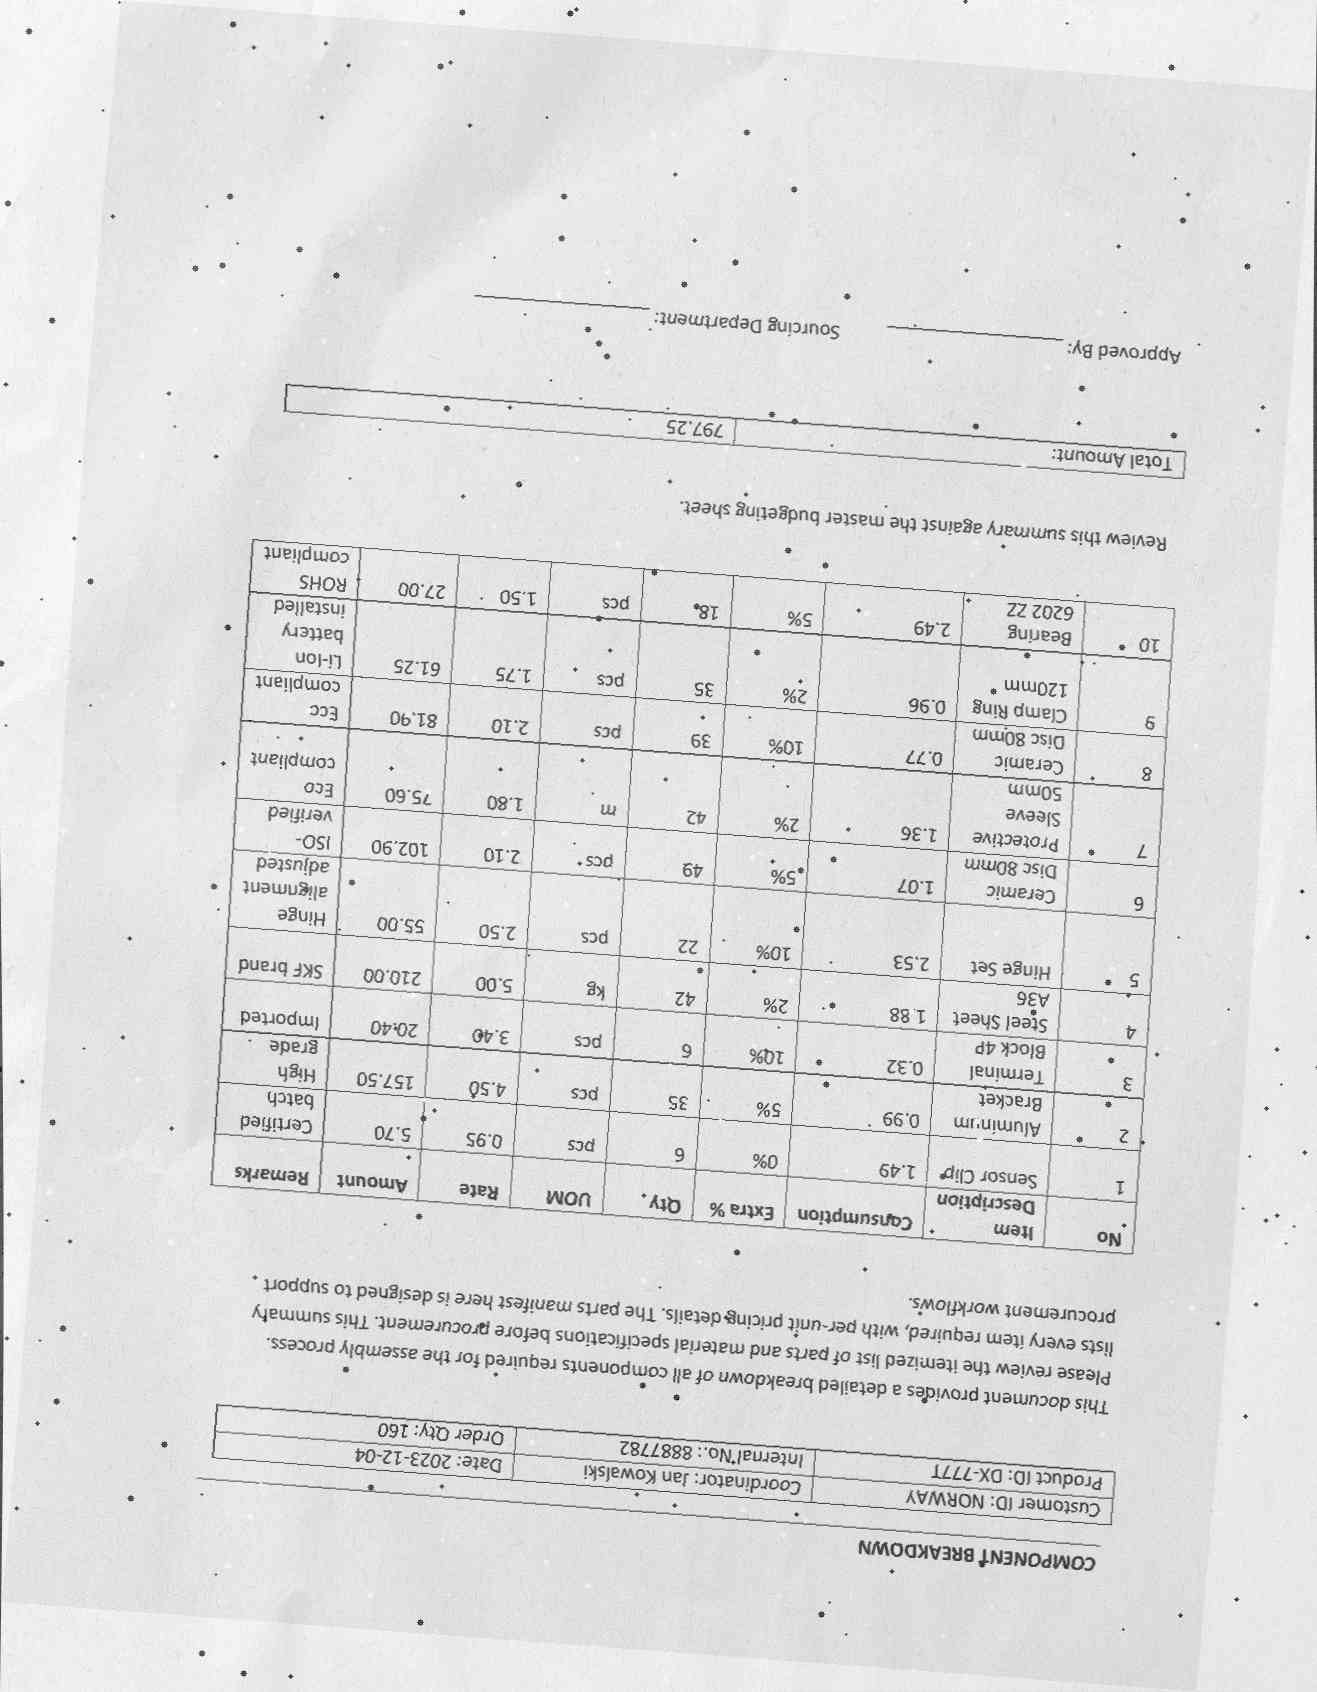 COMPONENT BREAKDOWN
Customer ID: NORWAY Coordinator: Jan Kowalski Date: 2023-12-04
Product ID: DX-777T Internal No.: 8887782 Order Qty: 160
This document provides a detailed breakdown of all components required for the assembly process.
Please review the itemized list of parts and material specifications before procurement. This summary
lists every item required, with per-unit pricing details. The parts manifest here is designed to support
procurement workflows.
No Item Description Consumption Extra % Qty UOM Rate Amount Remarks
1 Sensor Clip 1.49 0% 6 pcs 0.95 5.70 Certified batch
2 Aluminum Bracket 0.99 5% 35 pcs 4.50 157.50 High grade
3 Terminal Block 4P 0.32 10% 6 pcs 3.40 20.40 Imported
4 Steel Sheet A36 1.88 2% 42 kg 5.00 210.00 SKF brand
5 Hinge Set 2.53 10% 22 pcs 2.50 55.00 Hinge alignment adjusted
6 Ceramic Disc 80mm 1.07 5% 49 pcs 2.10 102.90 ISO-verified
7 Protective Sleeve 50mm 1.36 2% 42 m 1.80 75.60 Eco compliant
8 Ceramic Disc 80mm 0.77 10% 39 pcs 2.10 81.90 Eco compliant
9 Clamp Ring 120mm 0.96 2% 35 pcs 1.75 61.25 Li-Ion battery installed
10 Bearing 6202 ZZ 2.49 5% 18 pcs 1.50 27.00 ROHS compliant
Review this summary against the master budgeting sheet.
Total Amount: 797.25
Approved By: Sourcing Department: